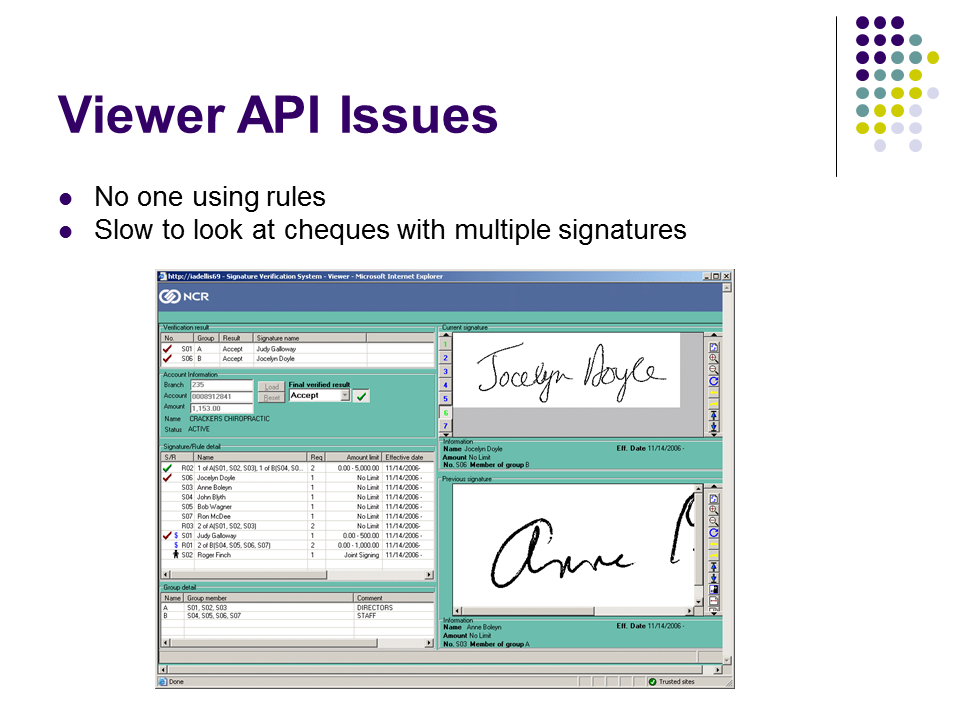 Viewer API Issues
No one using rules
Slow to look at cheques with multiple signatures
http://iadellis69 - Signature Verification System - Viewer - Microsoft Internet Explorer
NCR
Verification result
No. Group Result Signature name
S01 A Accept Judy Galloway
S06 B Accept Jocelyn Doyle
Account Information
Branch 235
Account 0008912841
Amount 1,153.00
Load
Reset
Final verified result
Accept
Name CRACKERS CHIROPRACTIC
Status ACTIVE
Signature/Rule detail
S/R Name Req Amount limit Effective date
R02 1 of A(S01, S02, S03), 1 of B(S04, S0... 2 0.00 - 5,000.00 11/14/2006-
S06 Jocelyn Doyle 1 No Limit 11/14/2006 -
S03 Anne Boleyn 1 No Limit 11/14/2006 -
S04 John Blyth 1 No Limit 11/14/2006 -
S05 Bob Wagner 1 No Limit 11/14/2006 -
S07 Ron McDee 1 No Limit 11/14/2006 -
R03 2 of A(S01, S02, S03) 2 No Limit 11/14/2006-
$ S01 Judy Galloway 1 0.00 - 500.00 11/14/2006 -
$ R01 2 of B(S04, S05, S06, S07) 2 0.00 - 1,000.00 11/14/2006-
S02 Roger Finch 1 Joint Signing 11/14/2006 -
Group detail
Name Group member Comment
A S01, S02, S03 DIRECTORS
B S04, S05, S06, S07 STAFF
Current signature
1
2
3
4
5
6
7
Jocelyn Doyle
Information
Name Jocelyn Doyle Eff. Date 11/14/2006 -
Amount No Limit
No. S06 Member of group B
Previous signature
Anne
Information
Name Anne Boleyn Eff. Date 11/14/2006 -
Amount No Limit
No. S03 Member of group A
Done
Trusted sites